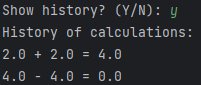 Show history? (Y/N): y
History of calculations:
2.0 + 2.0 = 4.0
4.0 - 4.0 = 0.0